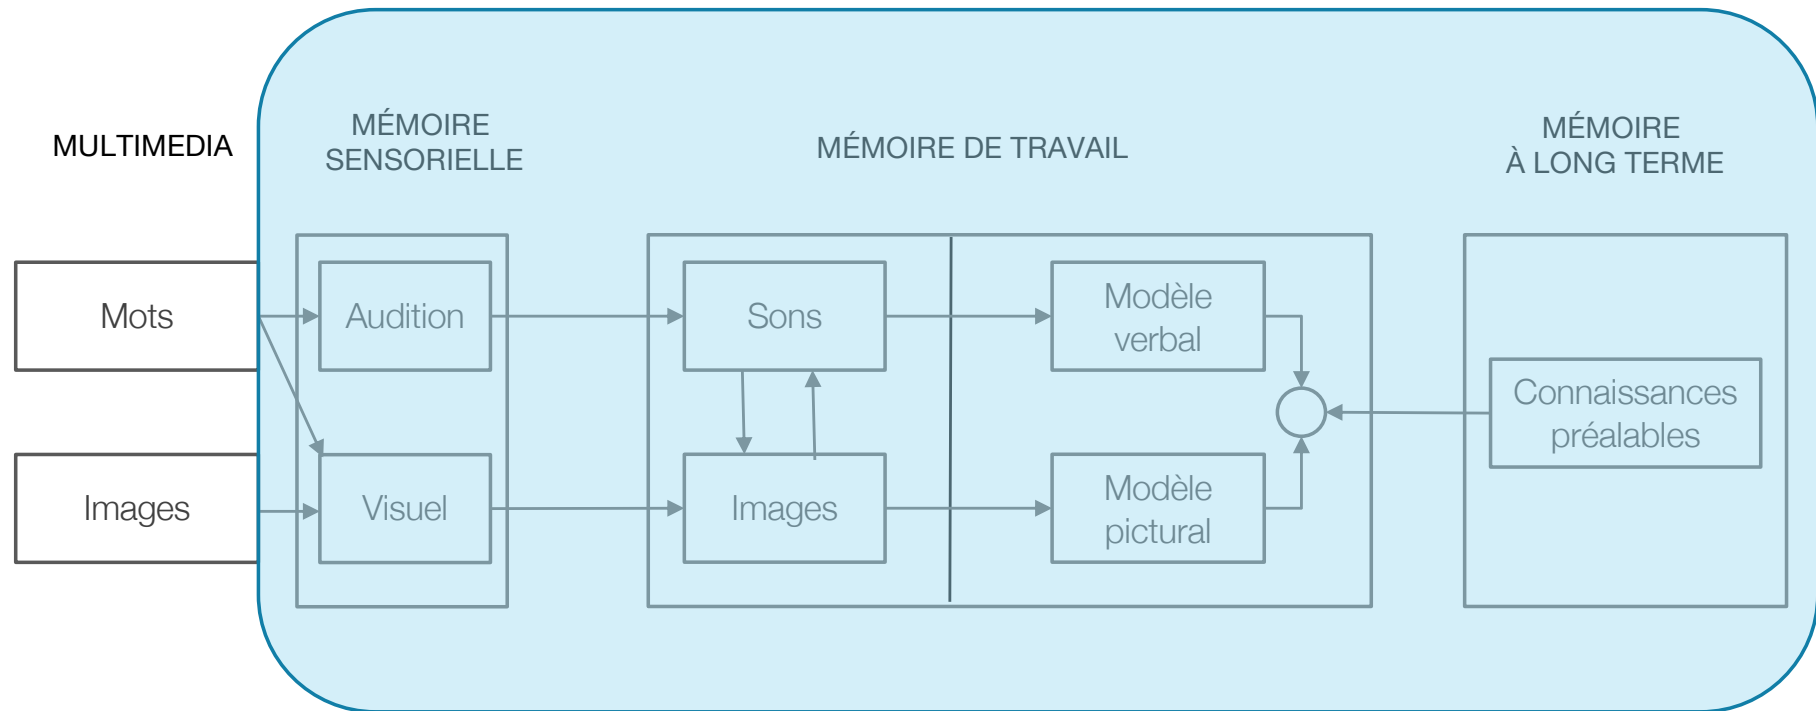 MULTIMEDIA
MÉMOIRE
SENSORIELLE
MÉMOIRE DE TRAVAIL
MÉMOIRE
À LONG TERME
Mots
Audition
Sons
Modèle
verbal
Connaissances
préalables
Images
Visuel
Images
Modèle
pictural